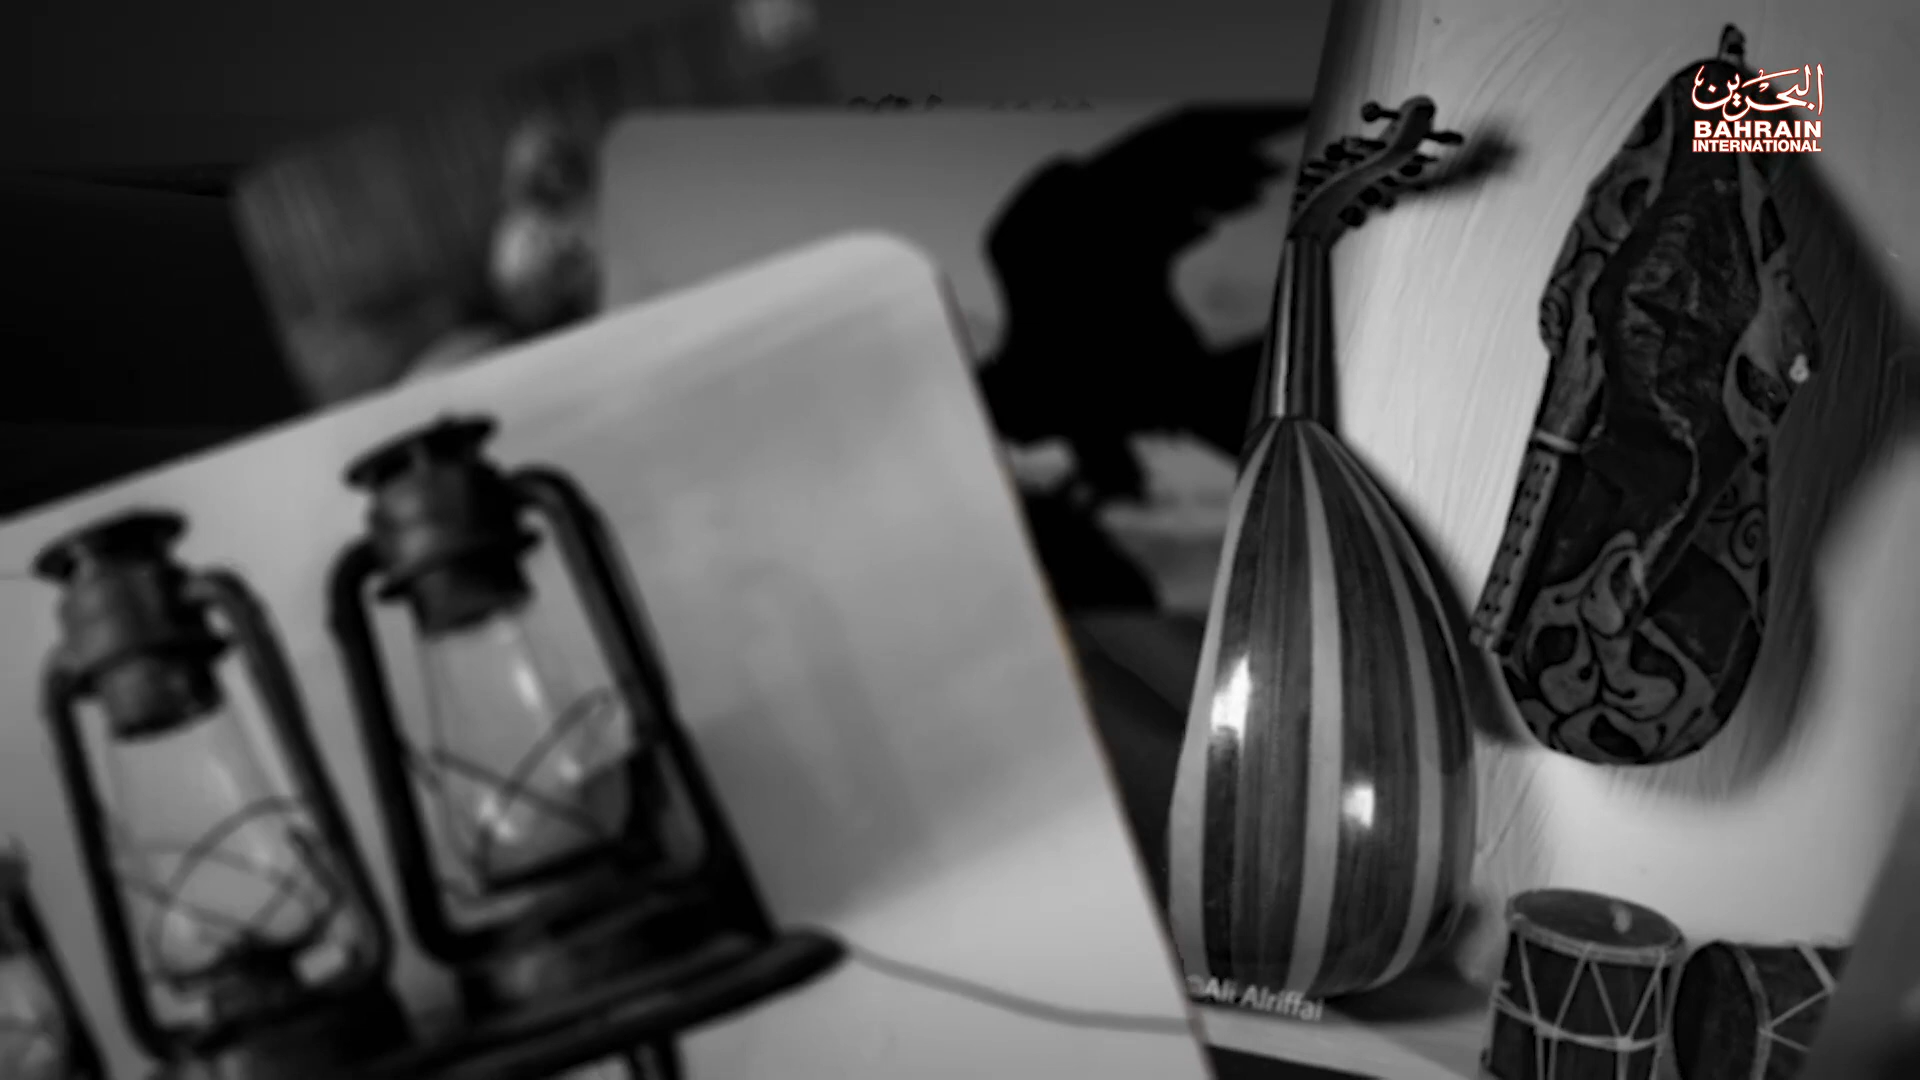 البحرين
BAHRAIN
INTERNATIONAL
©Ali Alriffai